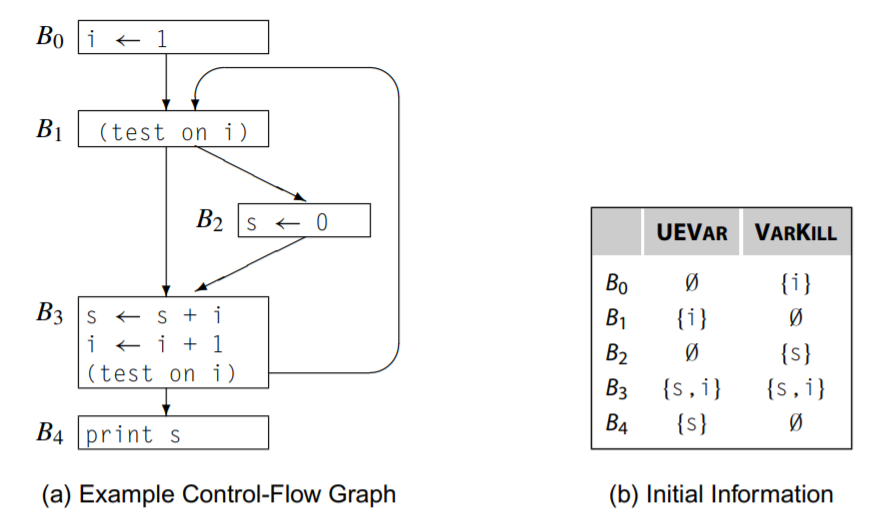 B0 i ← 1
B1 (test on i)
B2 s ← 0
B3 s ← s + i
i ← i + 1
(test on i)
B4 print s
(a) Example Control-Flow Graph
UEVAR VARKILL
B0 Ø {i}
B1 {i} Ø
B2 Ø {s}
B3 {s,i} {s,i}
B4 {s} Ø
(b) Initial Information